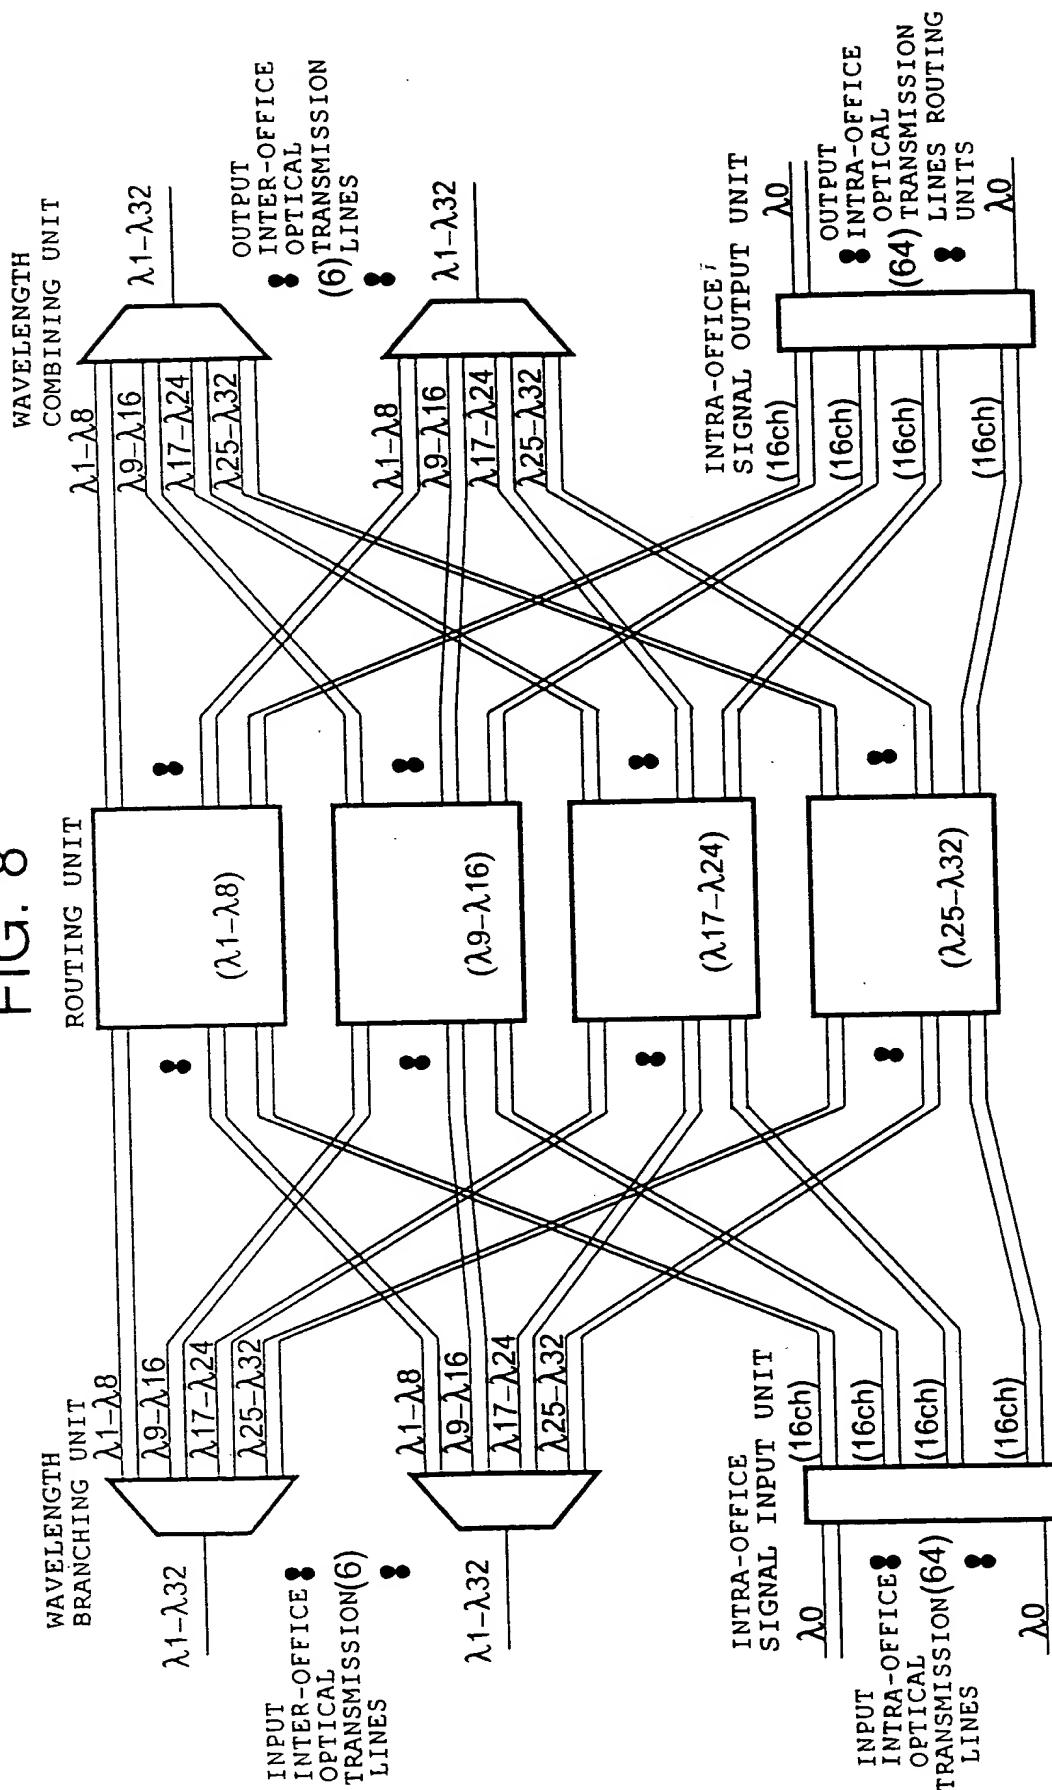 FIG. 8
WAVELENGTH
BRANCHING UNIT
ROUTING UNIT
WAVELENGTH
COMBINING UNIT
λ1–λ32
λ1–λ8
λ9–λ16
λ17–λ24
λ25–λ32
(λ1–λ8)
λ1–λ8
λ9–λ16
λ17–λ24
λ25–λ32
λ1–λ32
INPUT
INTER-OFFICE
OPTICAL
TRANSMISSION(6)
LINES
(λ9–λ16)
OUTPUT
INTER-OFFICE
OPTICAL
(6)TRANSMISSION
LINES
λ1–λ32
λ1–λ8
λ9–λ16
λ17–λ24
λ25–λ32
(λ17–λ24)
λ1–λ8
λ9–λ16
λ17–λ24
λ25–λ32
λ1–λ32
INTRA-OFFICE
SIGNAL INPUT UNIT
(λ25–λ32)
INTRA-OFFICE
SIGNAL OUTPUT UNIT
λ0
(16ch)
(16ch)
(16ch)
(16ch)
(16ch)
(16ch)
(16ch)
(16ch)
λ0
INPUT
INTRA-OFFICE
OPTICAL
TRANSMISSION(64)
LINES
λ0
OUTPUT
INTRA-OFFICE
OPTICAL
(64)TRANSMISSION
LINES ROUTING
UNITS
λ0